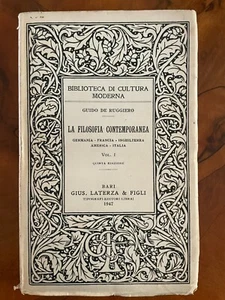 BIBLIOTECA DI CULTURA
MODERNA
GUIDO DE RUGGIERO
LA FILOSOFIA CONTEMPORANEA
GERMANIA - FRANCIA - INGHILTERRA
AMERICA - ITALIA
VOL. I
BARI
GIUS. LATERZA & FIGLI
TIPOGRAFI EDITORI LIBRAI
1947